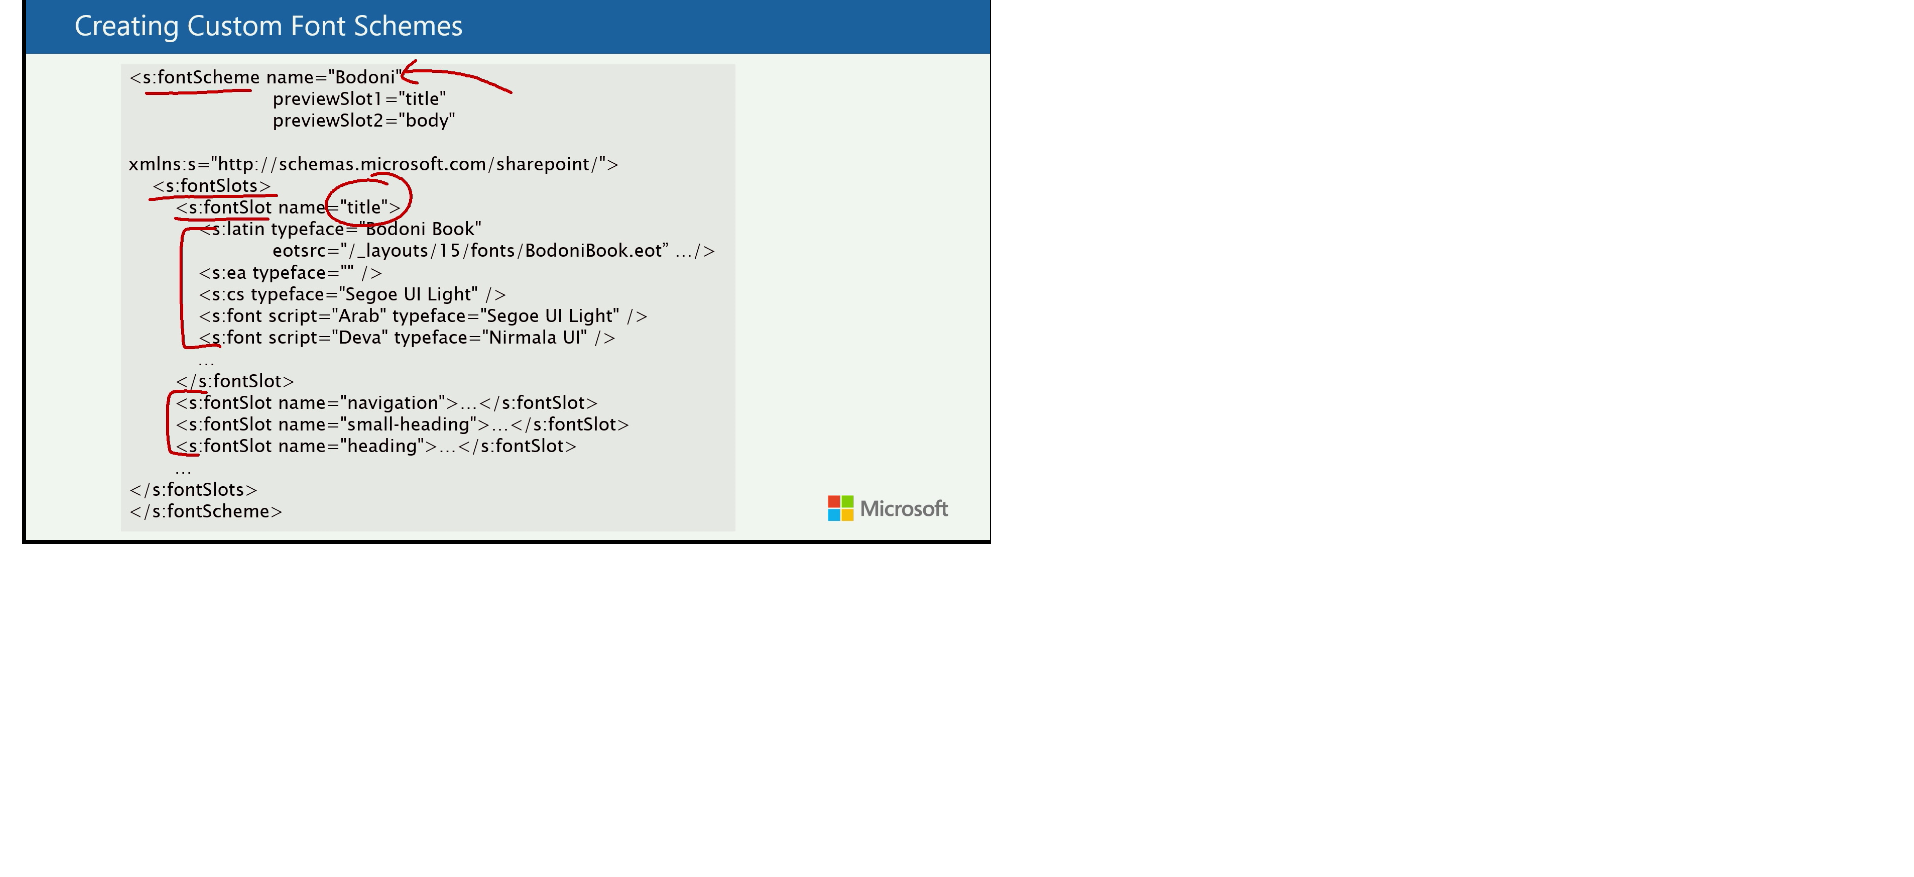 Creating Custom Font Schemes
<s:fontScheme name="Bodoni"
previewSlot1="title"
previewSlot2="body"
xmlns:s="http://schemas.microsoft.com/sharepoint/">
<s:fontSlots>
<s:fontSlot name="title">
<s:latin typeface="Bodoni Book"
eotsrc="/_layouts/15/fonts/BodoniBook.eot” .../>
<s:ea typeface="" />
<s:cs typeface="Segoe UI Light" />
<s:font script="Arab" typeface="Segoe UI Light" />
<s:font script="Deva" typeface="Nirmala UI" />
...
</s:fontSlot>
<s:fontSlot name="navigation">...</s:fontSlot>
<s:fontSlot name="small-heading">...</s:fontSlot>
<s:fontSlot name="heading">...</s:fontSlot>
...
</s:fontSlots>
</s:fontScheme>
Microsoft